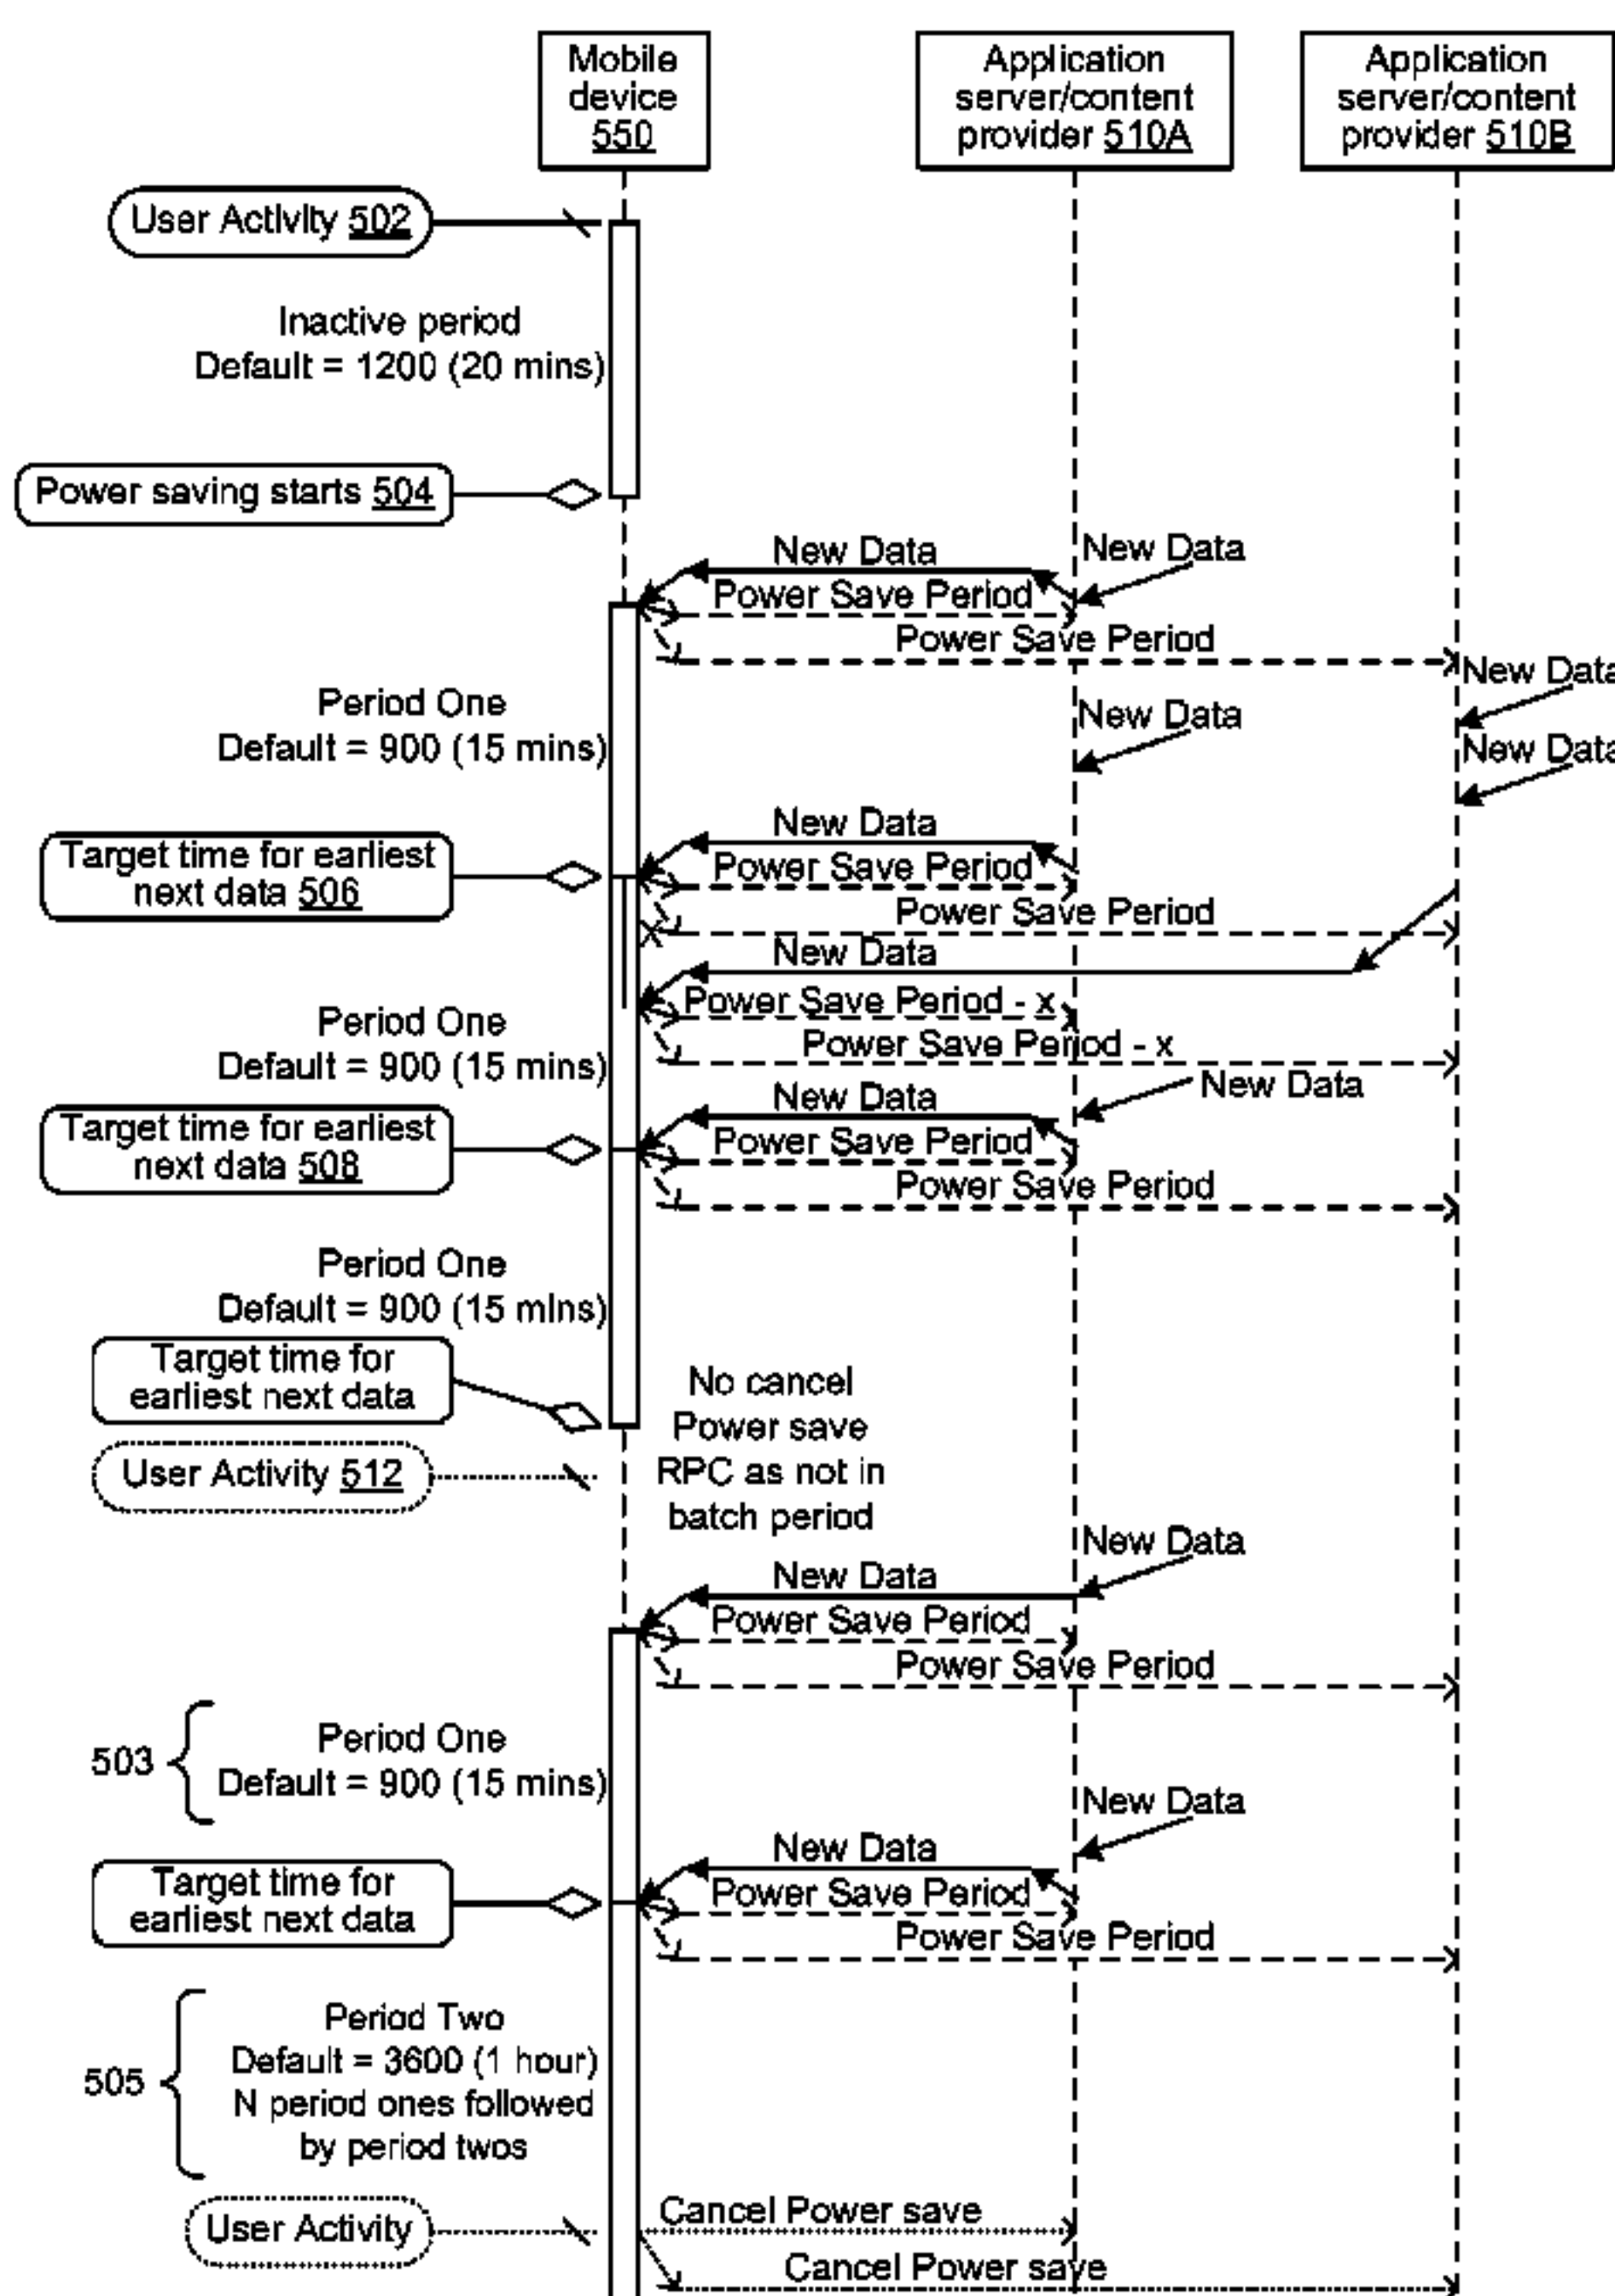 Mobile
device
550
Application
server/content
provider 510A
Application
server/content
provider 510B
User Activity 502
Inactive period
Default = 1200 (20 mins)
Power saving starts 504
New Data
New Data
Power Save Period
Power Save Period
New Data
Period One
New Data
Default = 900 (15 mins)
New Data
New Data
Target time for earliest
next data 506
Power Save Period
Power Save Period
X
New Data
Power Save Period - x
Period One
Default = 900 (15 mins)
Power Save Period - x
New Data
New Data
Target time for earliest
next data 508
Power Save Period
Power Save Period
Period One
Default = 900 (15 mins)
Target time for
earliest next data
No cancel
Power save
RPC as not in
batch period
User Activity 512
New Data
New Data
Power Save Period
Power Save Period
503
Period One
Default = 900 (15 mins)
New Data
New Data
Target time for
earliest next data
Power Save Period
Power Save Period
505
Period Two
Default = 3600 (1 hour)
N period ones followed
by period twos
User Activity
Cancel Power save
Cancel Power save